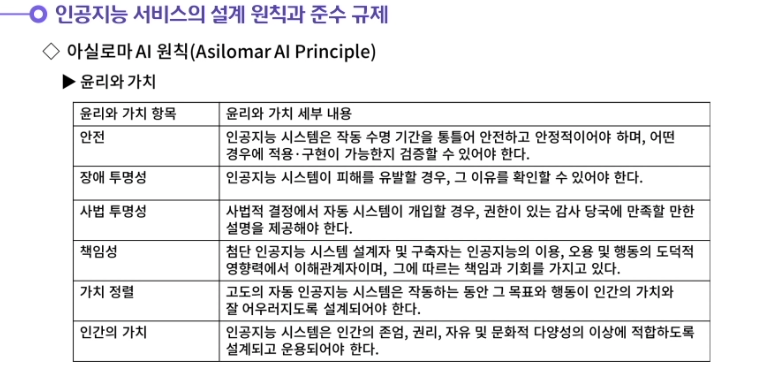 인공지능 서비스의 설계 원칙과 준수 규제
◇ 아실로마 AI 원칙(Asilomar AI Principle)
▶ 윤리와 가치
윤리와 가치 항목 윤리와 가치 세부 내용
안전 인공지능 시스템은 작동 수명 기간을 통틀어 안전하고 안정적이어야 하며, 어떤
경우에 적용·구현이 가능한지 검증할 수 있어야 한다.
장애 투명성 인공지능 시스템이 피해를 유발할 경우, 그 이유를 확인할 수 있어야 한다.
사법 투명성 사법적 결정에서 자동 시스템이 개입할 경우, 권한이 있는 감사 당국에 만족할 만한
설명을 제공해야 한다.
책임성 첨단 인공지능 시스템 설계자 및 구축자는 인공지능의 이용, 오용 및 행동의 도덕적
영향력에서 이해관계자이며, 그에 따르는 책임과 기회를 가지고 있다.
가치 정렬 고도의 자동 인공지능 시스템은 작동하는 동안 그 목표와 행동이 인간의 가치와
잘 어우러지도록 설계되어야 한다.
인간의 가치 인공지능 시스템은 인간의 존엄, 권리, 자유 및 문화적 다양성의 이상에 적합하도록
설계되고 운용되어야 한다.